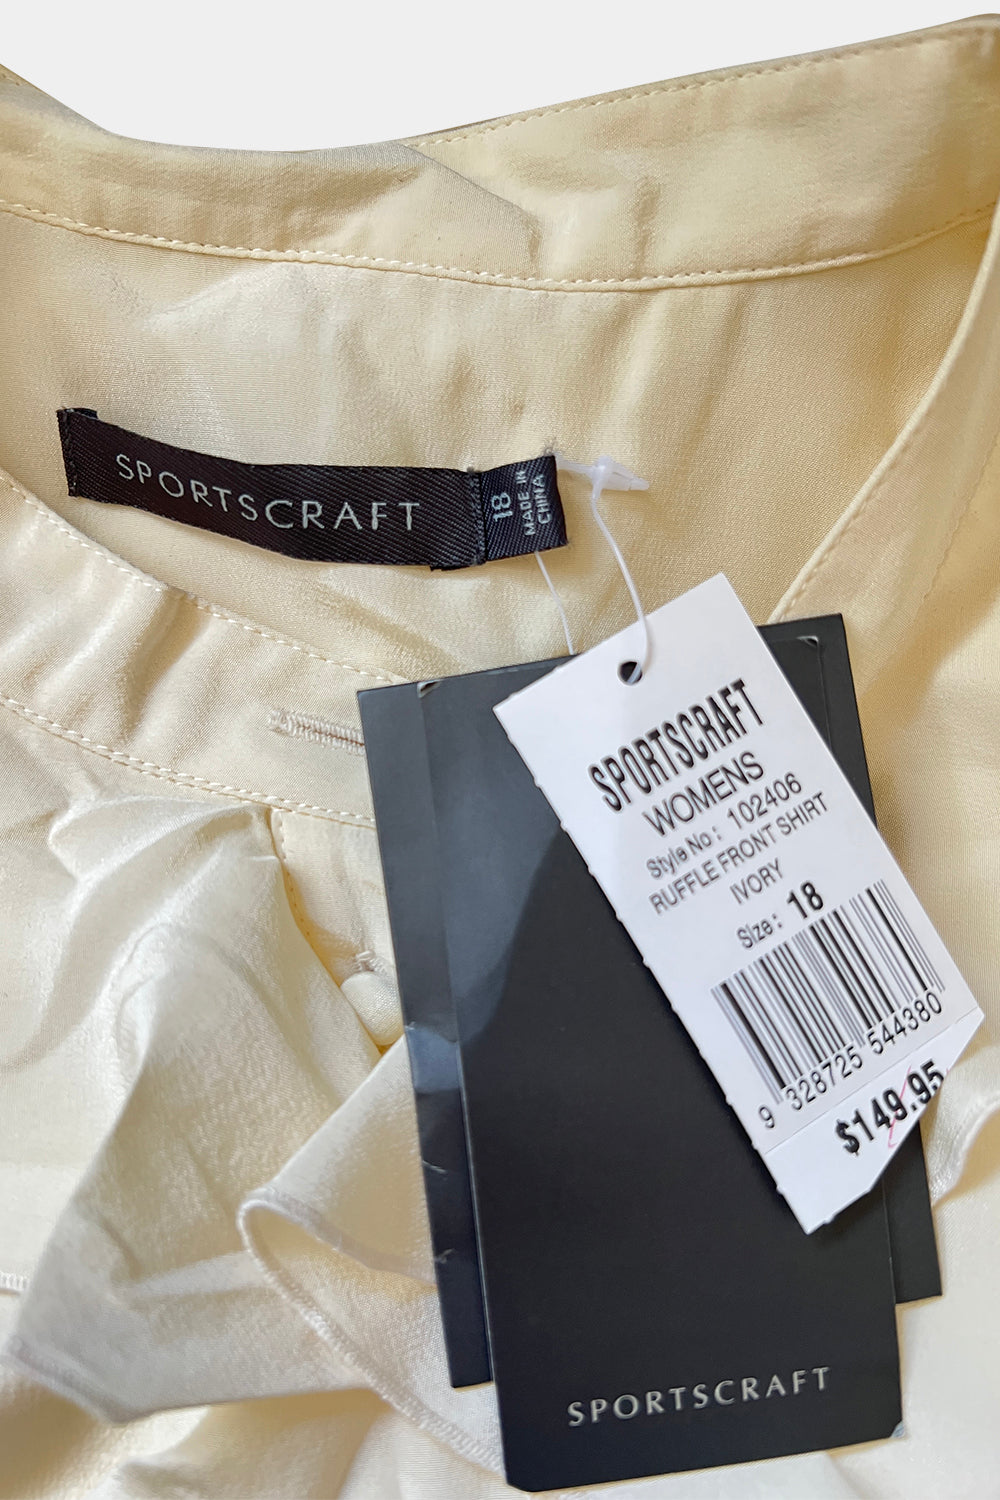 SPORTSCRAFT
18
MADE IN
CHINA
SPORTSCRAFT
WOMENS
Style No: 102406
RUFFLE FRONT SHIRT
IVORY
Size: 18
9 328725 544380
$149.95
SPORTSCRAFT